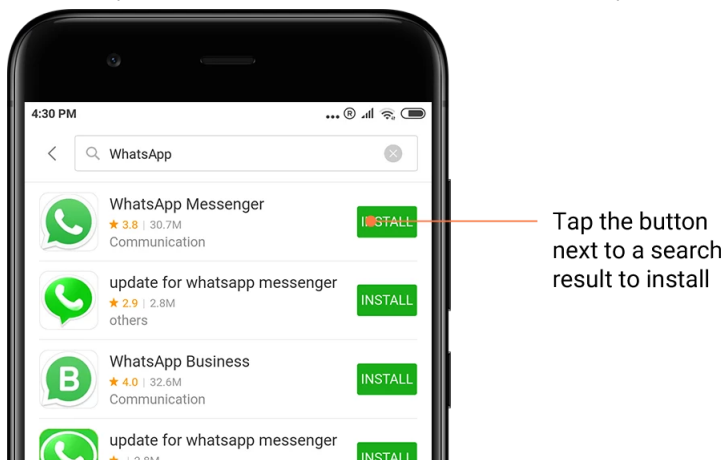 4:30 PM
... ®
WhatsApp
WhatsApp Messenger
★ 3.8 | 30.7M
Communication
INSTALL
Tap the button
next to a search
result to install
update for whatsapp messenger
★ 2.9 | 2.8M
others
INSTALL
WhatsApp Business
B
★ 4.0 | 32.6M
Communication
INSTALL
update for whatsapp messenger
INSTALL